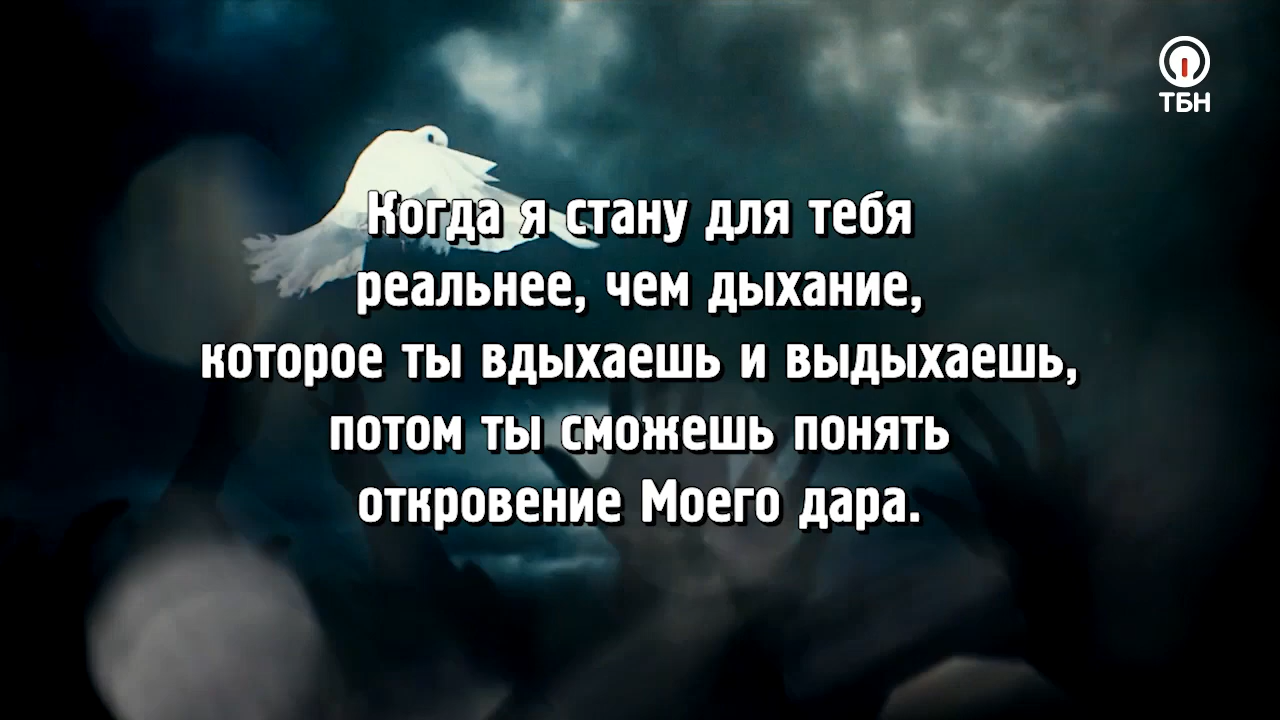 ТБН
Когда я стану для тебя
реальнее, чем дыхание,
которое ты вдыхаешь и выдыхаешь,
потом ты сможешь понять
откровение Моего дара.